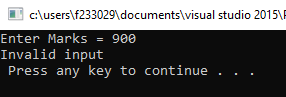 c:\users\f233029\documents\visual studio 2015\
Enter Marks = 900
Invalid input
Press any key to continue . . .